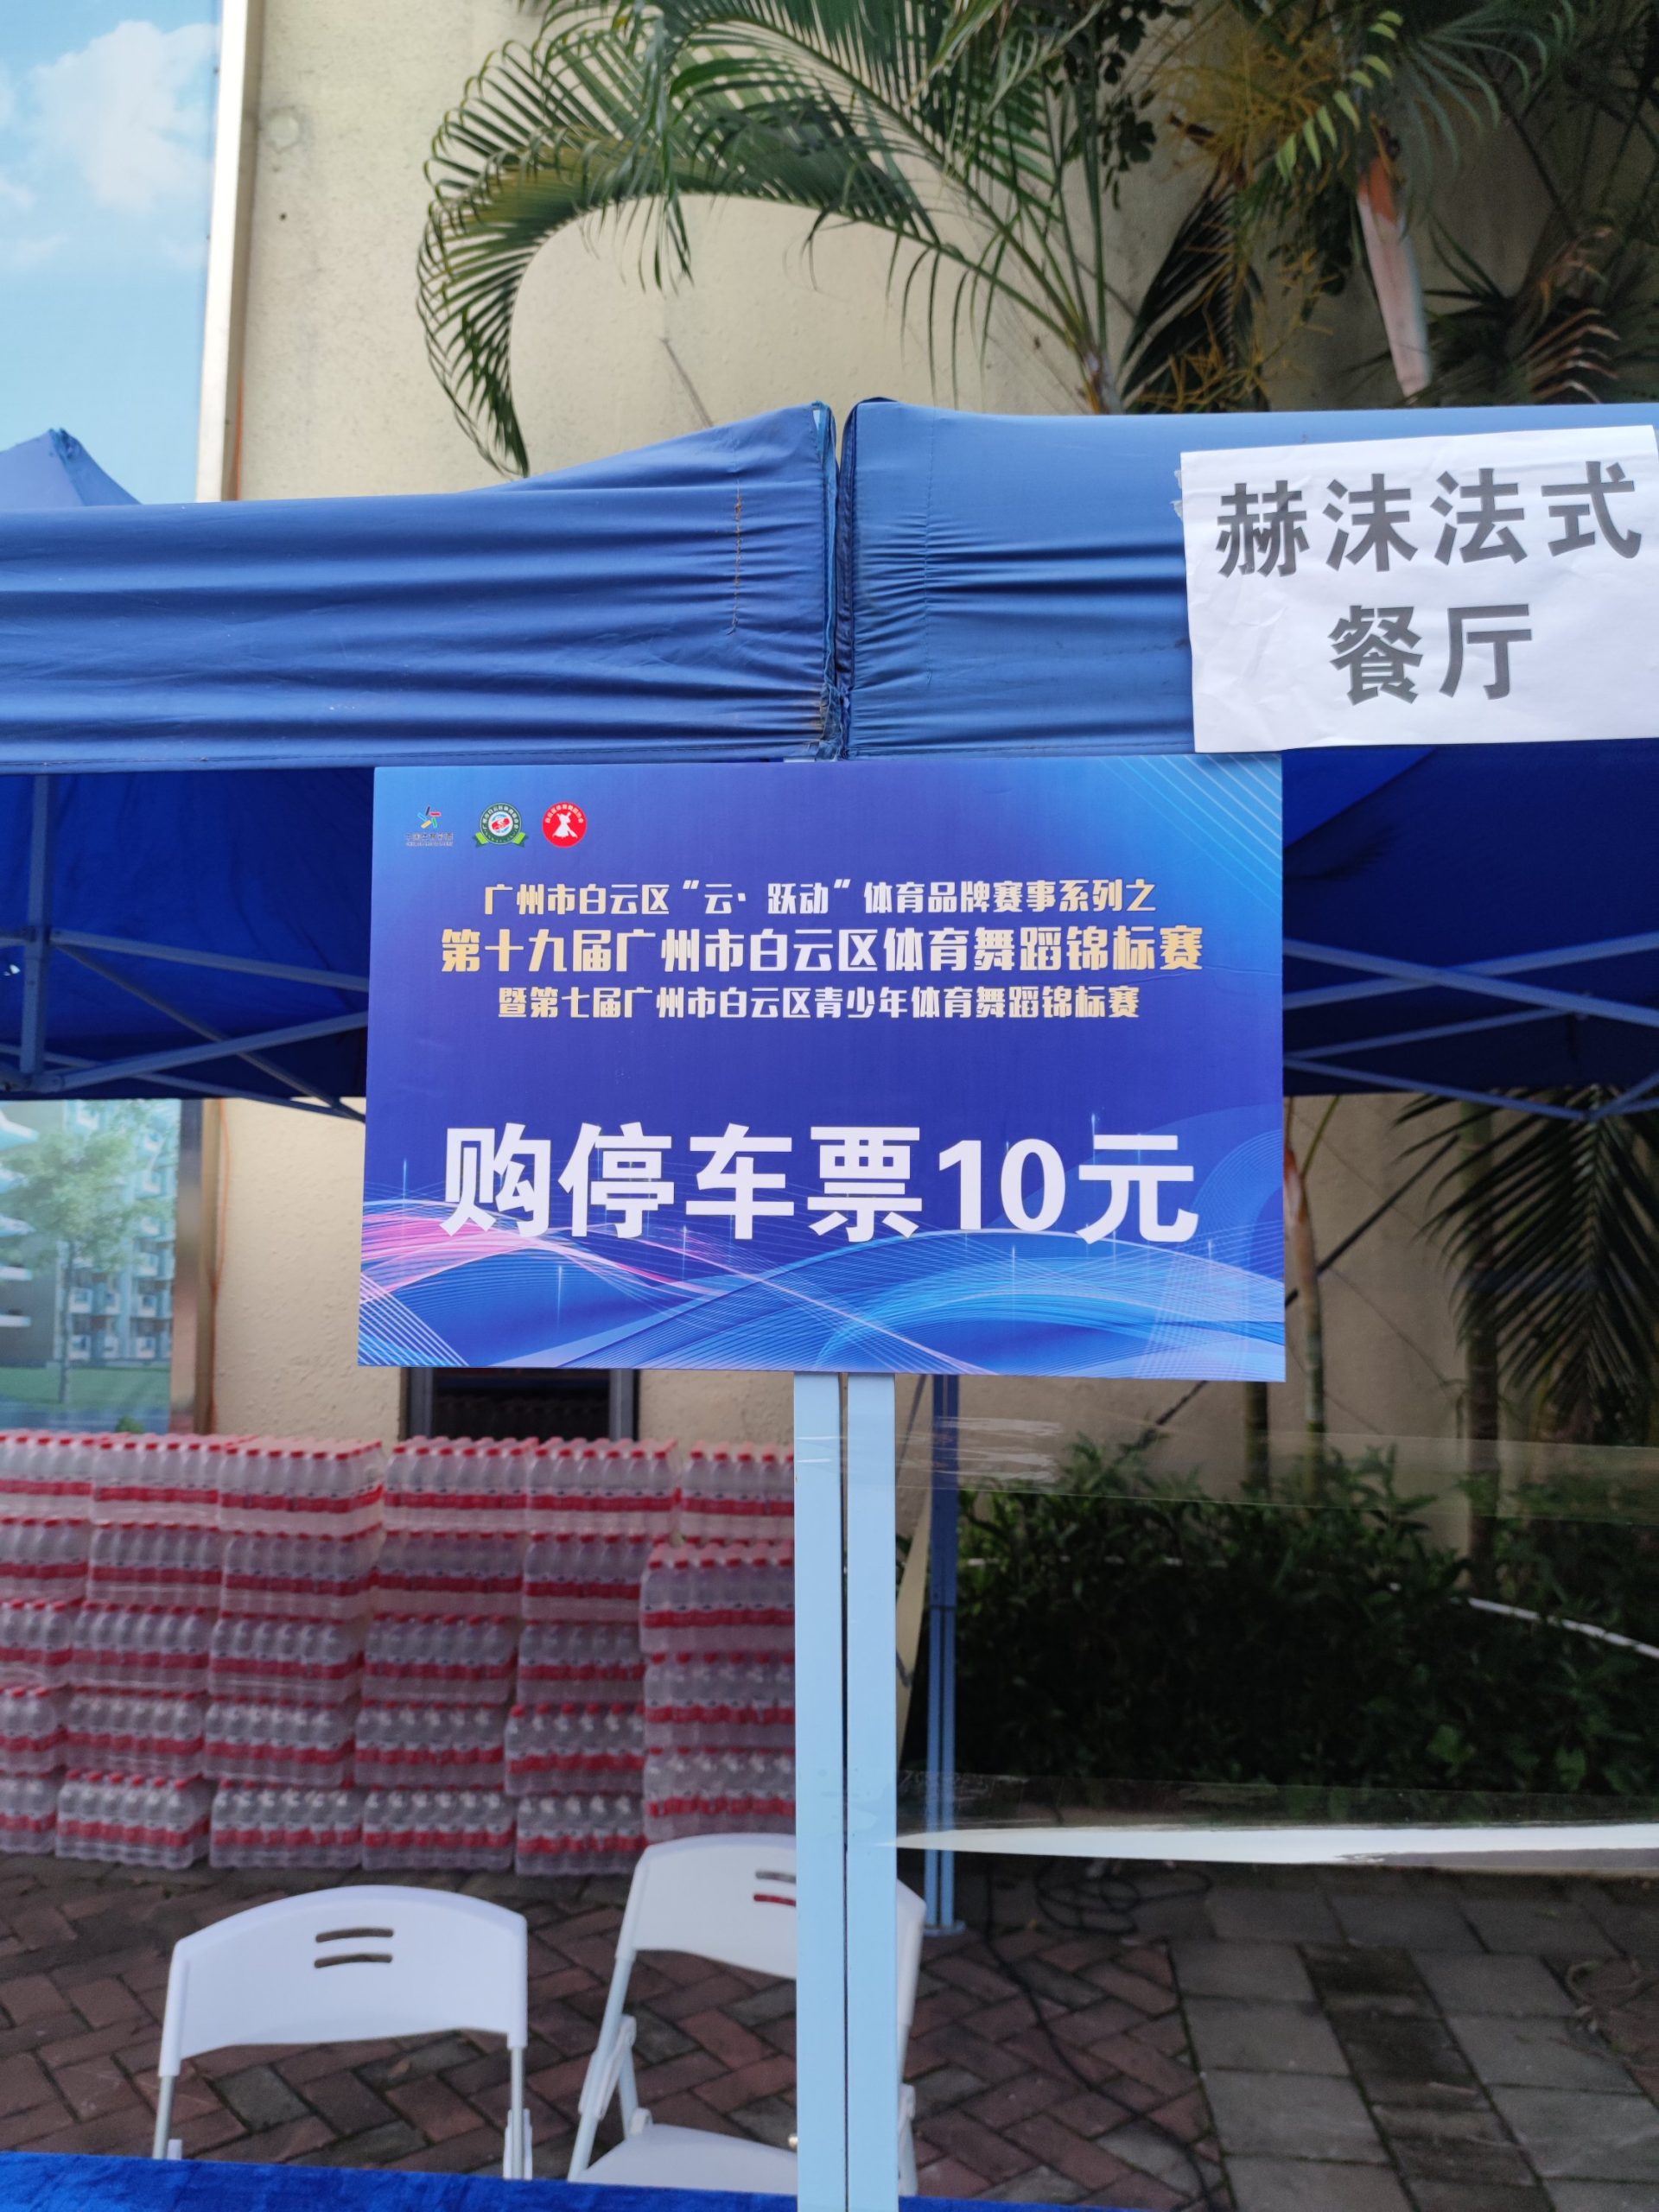 赫沫法式
餐厅
广州市白云区“云·跃动”体育品牌赛事系列之
第十九届广州市白云区体育舞蹈锦标赛
暨第七届广州市白云区青少年体育舞蹈锦标赛
购停车票10元